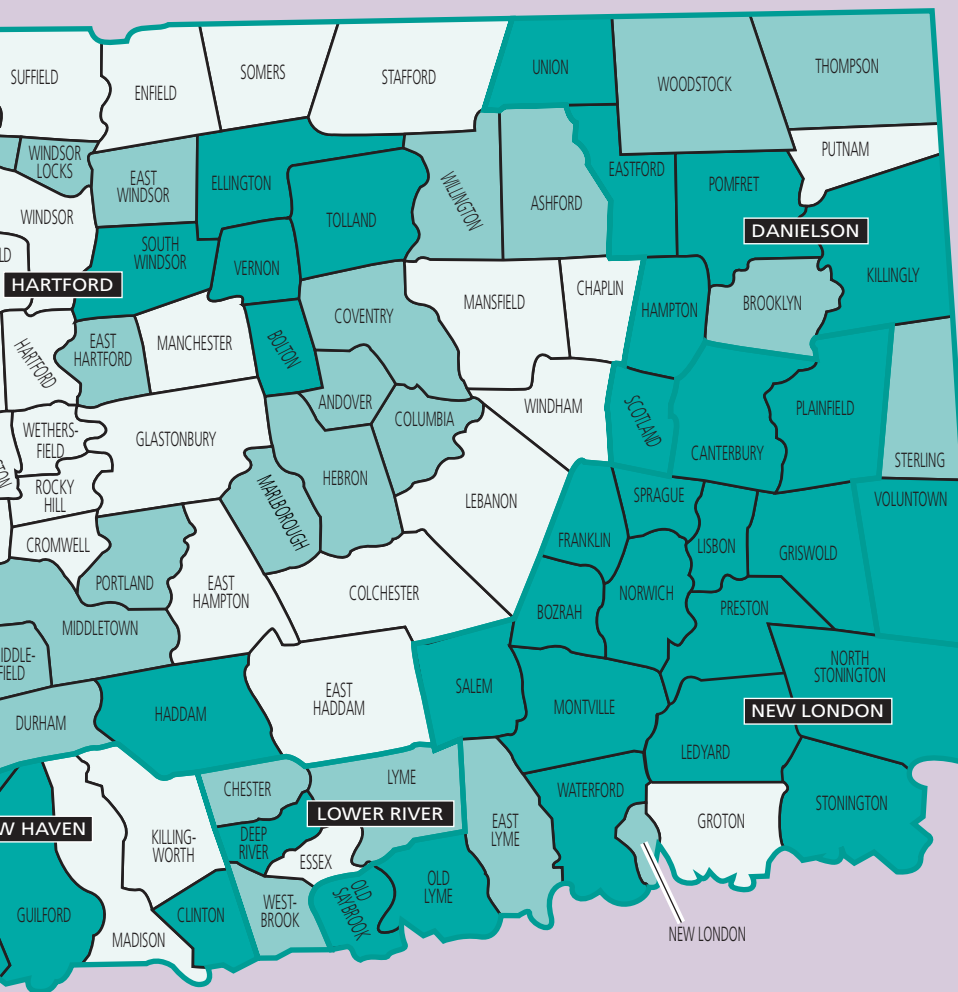 SUFFIELD
ENFIELD
SOMERS
STAFFORD
UNION
WOODSTOCK
THOMPSON
WINDSOR
LOCKS
EAST
WINDSOR
ELLINGTON
TOLLAND
WILLINGTON
ASHFORD
EASTFORD
POMFRET
PUTNAM
WINDSOR
LD
SOUTH
WINDSOR
VERNON
DANIELSON
KILLINGLY
HARTFORD
MANSFIELD
CHAPLIN
HAMPTON
BROOKLYN
HARTFORD
EAST
HARTFORD
MANCHESTER
BOLTON
COVENTRY
ANDOVER
COLUMBIA
WINDHAM
SCOTLAND
CANTERBURY
PLAINFIELD
STERLING
WETHERS-
FIELD
GLASTONBURY
TON
ROCKY
HILL
MARLBOROUGH
HEBRON
LEBANON
SPRAGUE
VOLUNTOWN
CROMWELL
FRANKLIN
LISBON
GRISWOLD
PORTLAND
EAST
HAMPTON
COLCHESTER
BOZRAH
NORWICH
PRESTON
MIDDLETOWN
IDDLE-
FIELD
EAST
HADDAM
SALEM
NORTH
STONINGTON
DURHAM
HADDAM
MONTVILLE
NEW LONDON
LEDYARD
CHESTER
LYME
WATERFORD
STONINGTON
LOWER RIVER
W HAVEN
KILLING-
WORTH
DEEP
RIVER
ESSEX
EAST
LYME
GROTON
GUILFORD
CLINTON
WEST-
BROOK
OLD
SAYBROOK
OLD
LYME
MADISON
NEW LONDON